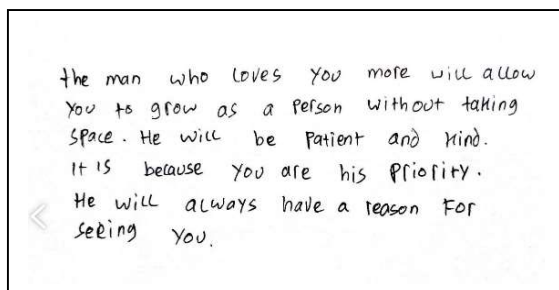 the man who loves you more will allow
you to grow as a person without taking
space. He will be patient and kind.
It is because you are his priority.
He will always have a reason for
seeing you.